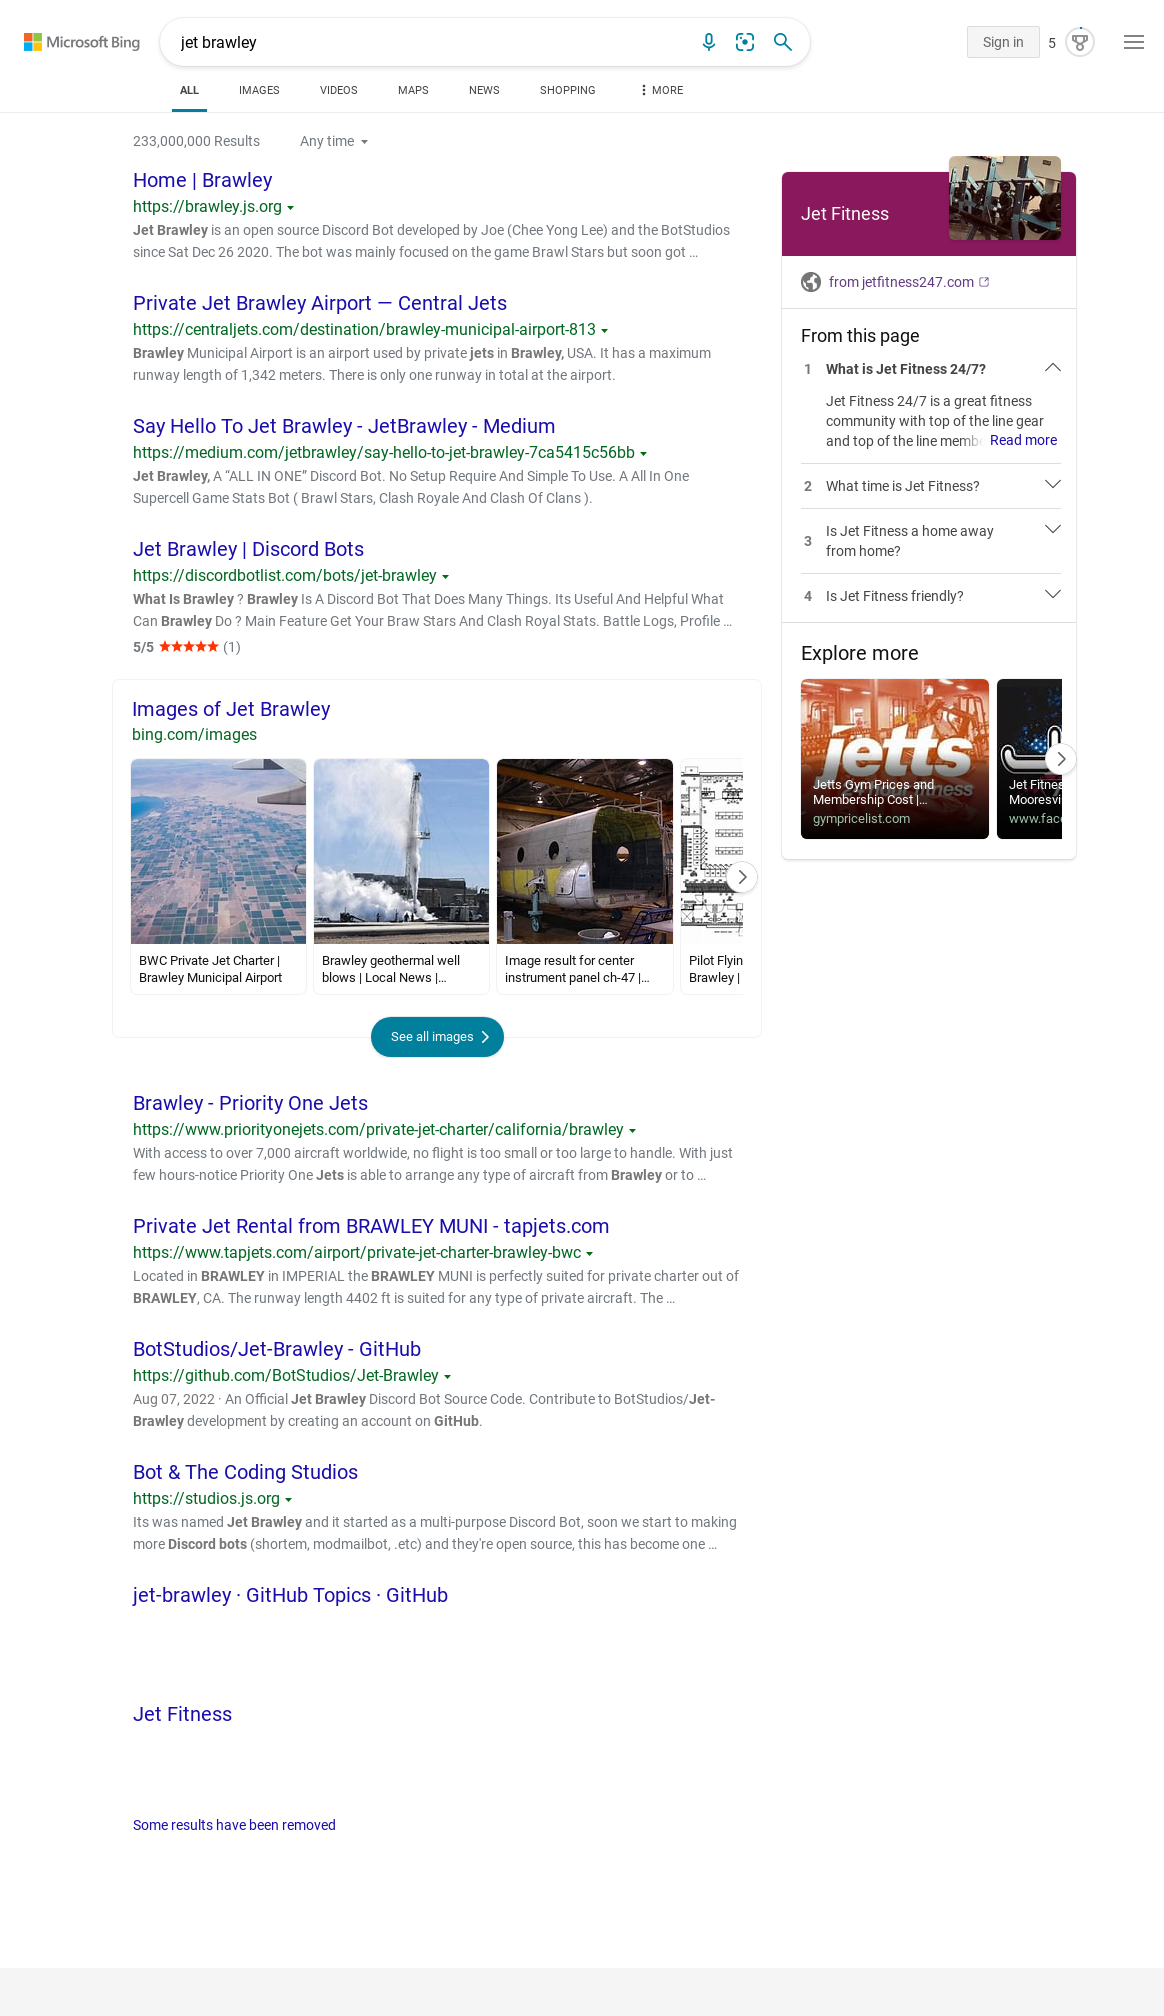 Microsoft Bing
jet brawley
Sign in
5
ALL
IMAGES
VIDEOS
MAPS
NEWS
SHOPPING
MORE
233,000,000 Results
Any time
Home | Brawley
https://brawley.js.org
Jet Brawley is an open source Discord Bot developed by Joe (Chee Yong Lee) and the BotStudios
since Sat Dec 26 2020. The bot was mainly focused on the game Brawl Stars but soon got …
Private Jet Brawley Airport — Central Jets
https://centraljets.com/destination/brawley-municipal-airport-813
Brawley Municipal Airport is an airport used by private jets in Brawley, USA. It has a maximum
runway length of 1,342 meters. There is only one runway in total at the airport.
Say Hello To Jet Brawley - JetBrawley - Medium
https://medium.com/jetbrawley/say-hello-to-jet-brawley-7ca5415c56bb
Jet Brawley, A “ALL IN ONE” Discord Bot. No Setup Require And Simple To Use. A All In One
Supercell Game Stats Bot ( Brawl Stars, Clash Royale And Clash Of Clans ).
Jet Brawley | Discord Bots
https://discordbotlist.com/bots/jet-brawley
What Is Brawley ? Brawley Is A Discord Bot That Does Many Things. Its Useful And Helpful What
Can Brawley Do ? Main Feature Get Your Braw Stars And Clash Royal Stats. Battle Logs, Profile …
5/5 ★★★★★ (1)
Images of Jet Brawley
bing.com/images
BWC Private Jet Charter |
Brawley Municipal Airport
Brawley geothermal well
blows | Local News |…
Image result for center
instrument panel ch-47 |…
Pilot Flyin
Brawley |
See all images
Brawley - Priority One Jets
https://www.priorityonejets.com/private-jet-charter/california/brawley
With access to over 7,000 aircraft worldwide, no flight is too small or too large to handle. With just
few hours-notice Priority One Jets is able to arrange any type of aircraft from Brawley or to …
Private Jet Rental from BRAWLEY MUNI - tapjets.com
https://www.tapjets.com/airport/private-jet-charter-brawley-bwc
Located in BRAWLEY in IMPERIAL the BRAWLEY MUNI is perfectly suited for private charter out of
BRAWLEY, CA. The runway length 4402 ft is suited for any type of private aircraft. The …
BotStudios/Jet-Brawley - GitHub
https://github.com/BotStudios/Jet-Brawley
Aug 07, 2022 · An Official Jet Brawley Discord Bot Source Code. Contribute to BotStudios/Jet-
Brawley development by creating an account on GitHub.
Bot & The Coding Studios
https://studios.js.org
Its was named Jet Brawley and it started as a multi-purpose Discord Bot, soon we start to making
more Discord bots (shortem, modmailbot, .etc) and they're open source, this has become one …
jet-brawley · GitHub Topics · GitHub
Jet Fitness
Some results have been removed
Jet Fitness
from jetfitness247.com
From this page
1 What is Jet Fitness 24/7?
Jet Fitness 24/7 is a great fitness
community with top of the line gear
and top of the line membe Read more
2 What time is Jet Fitness?
3 Is Jet Fitness a home away
from home?
4 Is Jet Fitness friendly?
Explore more
jetts
24 hour fitness
Jetts Gym Prices and
Membership Cost |…
gympricelist.com
Jet Fitnes
Mooresvi
www.face